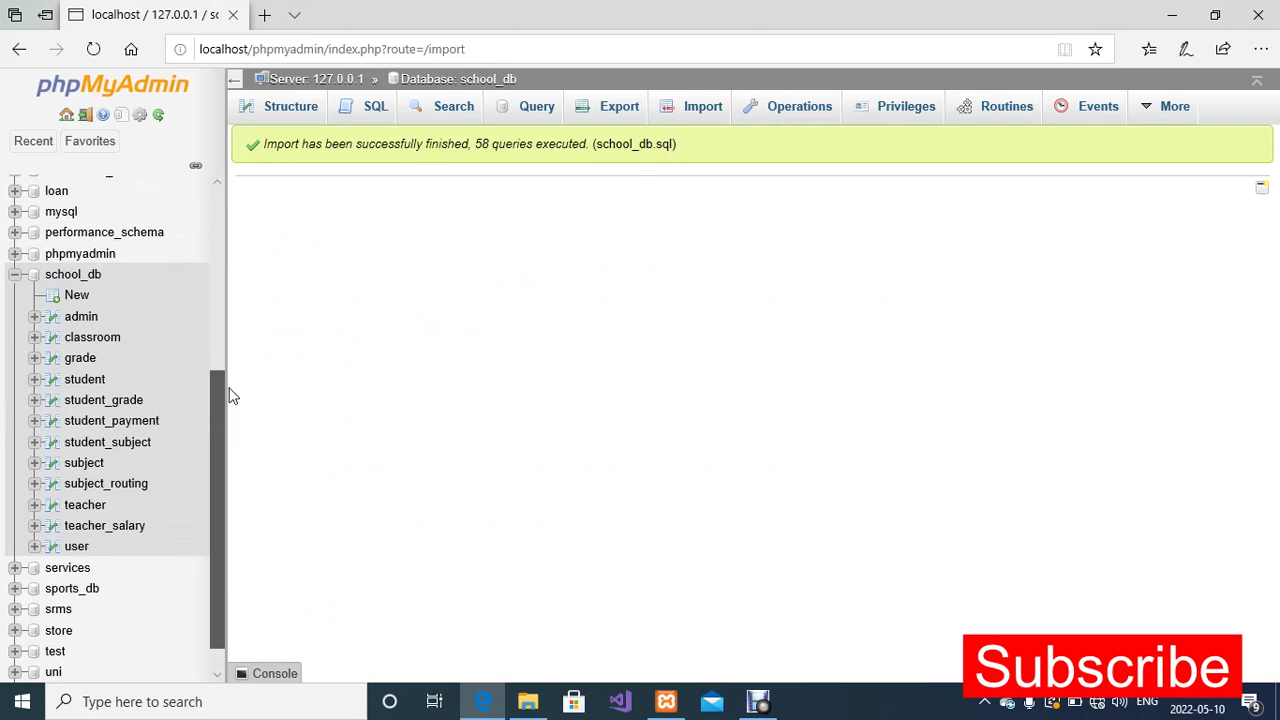 localhost / 127.0.0.1 / sc
localhost/phpmyadmin/index.php?route=/import
phpMyAdmin
Server: 127.0.0.1 » Database: school_db
Structure SQL Search Query Export Import Operations Privileges Routines Events More
Recent Favorites
Import has been successfully finished, 58 queries executed. (school_db.sql)
loan
mysql
performance_schema
phpmyadmin
school_db
New
admin
classroom
grade
student
student_grade
student_payment
student_subject
subject
subject_routing
teacher
teacher_salary
user
services
sports_db
srms
store
test
uni
Console
Subscribe
Type here to search
ENG
2022-05-10
9